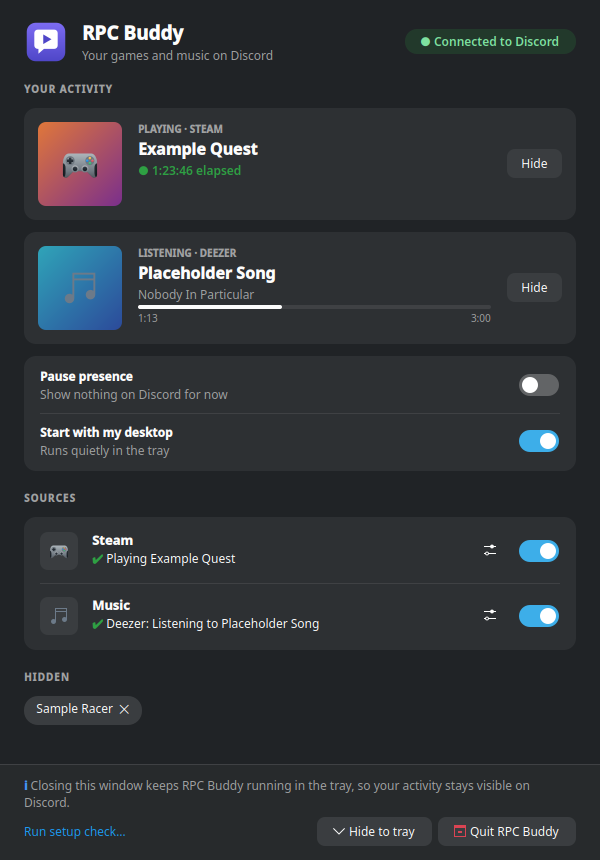 RPC Buddy
Your games and music on Discord
Connected to Discord
YOUR ACTIVITY
PLAYING · STEAM
Example Quest
1:23:46 elapsed
Hide
LISTENING · DEEZER
Placeholder Song
Nobody In Particular
1:13 3:00
Hide
Pause presence
Show nothing on Discord for now
Start with my desktop
Runs quietly in the tray
SOURCES
Steam
✔ Playing Example Quest
Music
✔ Deezer: Listening to Placeholder Song
HIDDEN
Sample Racer ✕
ℹ Closing this window keeps RPC Buddy running in the tray, so your activity stays visible on
Discord.
Run setup check...
Hide to tray
Quit RPC Buddy